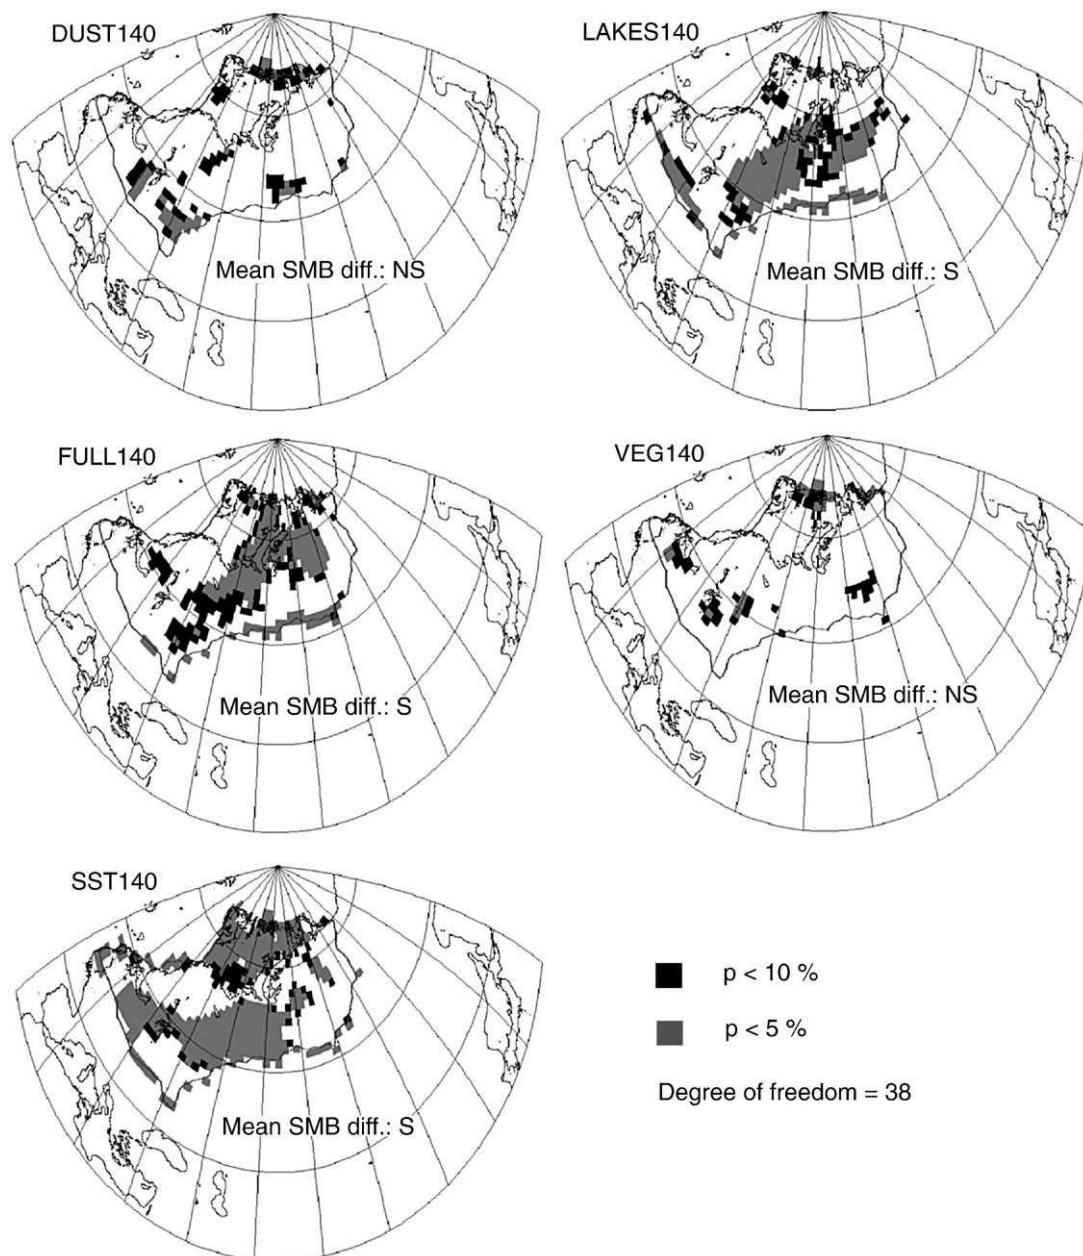 DUST140
Mean SMB diff.: NS
LAKES140
Mean SMB diff.: S
FULL140
Mean SMB diff.: S
VEG140
Mean SMB diff.: NS
SST140
Mean SMB diff.: S
p < 10 %
p < 5 %
Degree of freedom = 38